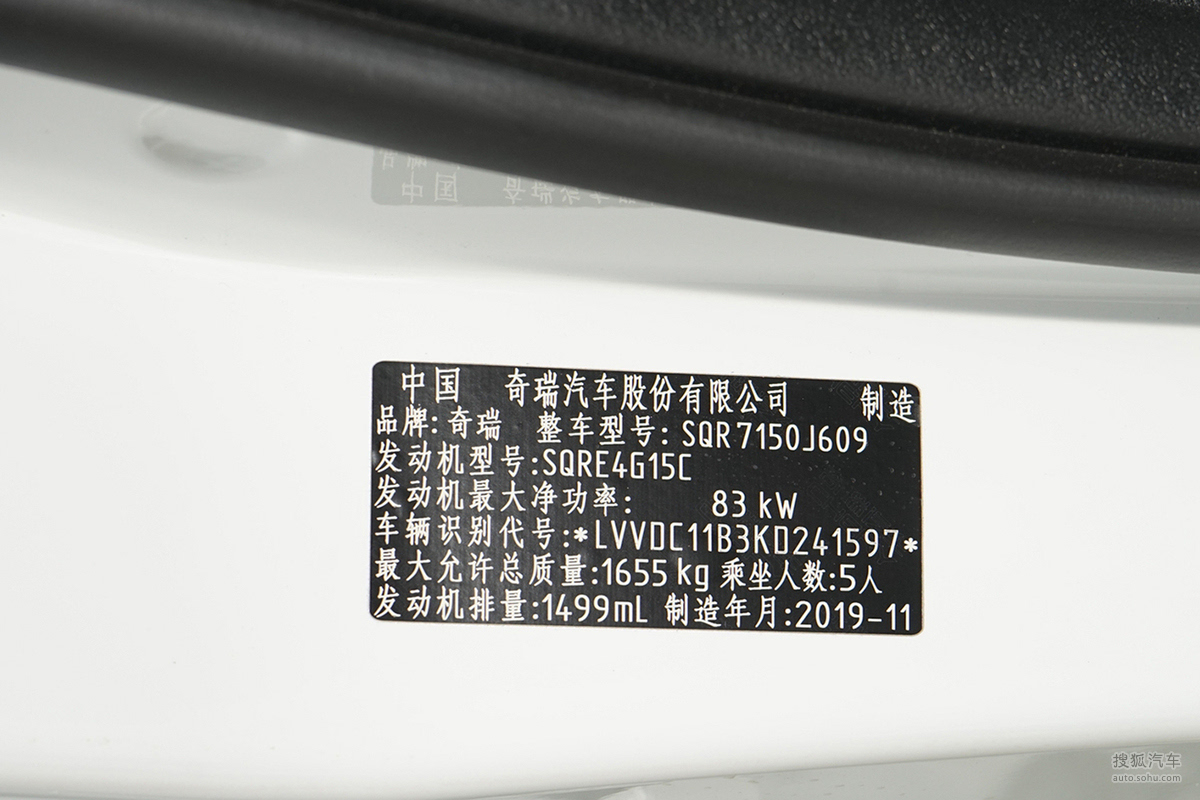 中国 奇瑞汽车股份有限公司 制造
品牌:奇瑞 整车型号:SQR7150J609
发动机型号:SQRE4G15C
发动机最大净功率: 83kW
车辆识别代号:*LVVDC11B3KD241597*
最大允许总质量:1655kg 乘坐人数:5人
发动机排量:1499mL 制造年月:2019-11
搜狐汽车
auto.sohu.com